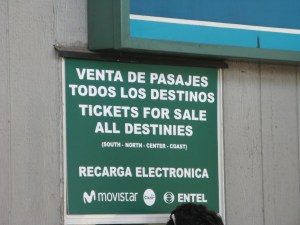 VENTA DE PASAJES
TODOS LOS DESTINOS
TICKETS FOR SALE
ALL DESTINIES
(SOUTH - NORTH - CENTER - COAST)
RECARGA ELECTRONICA
movistar ENTEL